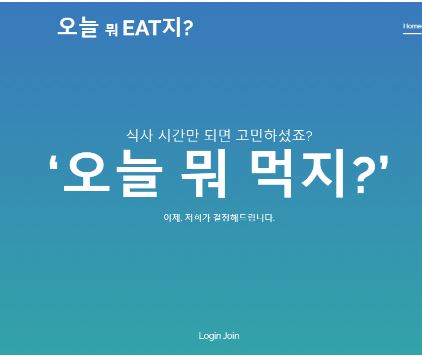 오늘 뭐 EAT지?
Home
식사 시간만 되면 고민하셨죠?
‘오늘 뭐 먹지?’
이제, 저희가 결정해드립니다.
Login Join